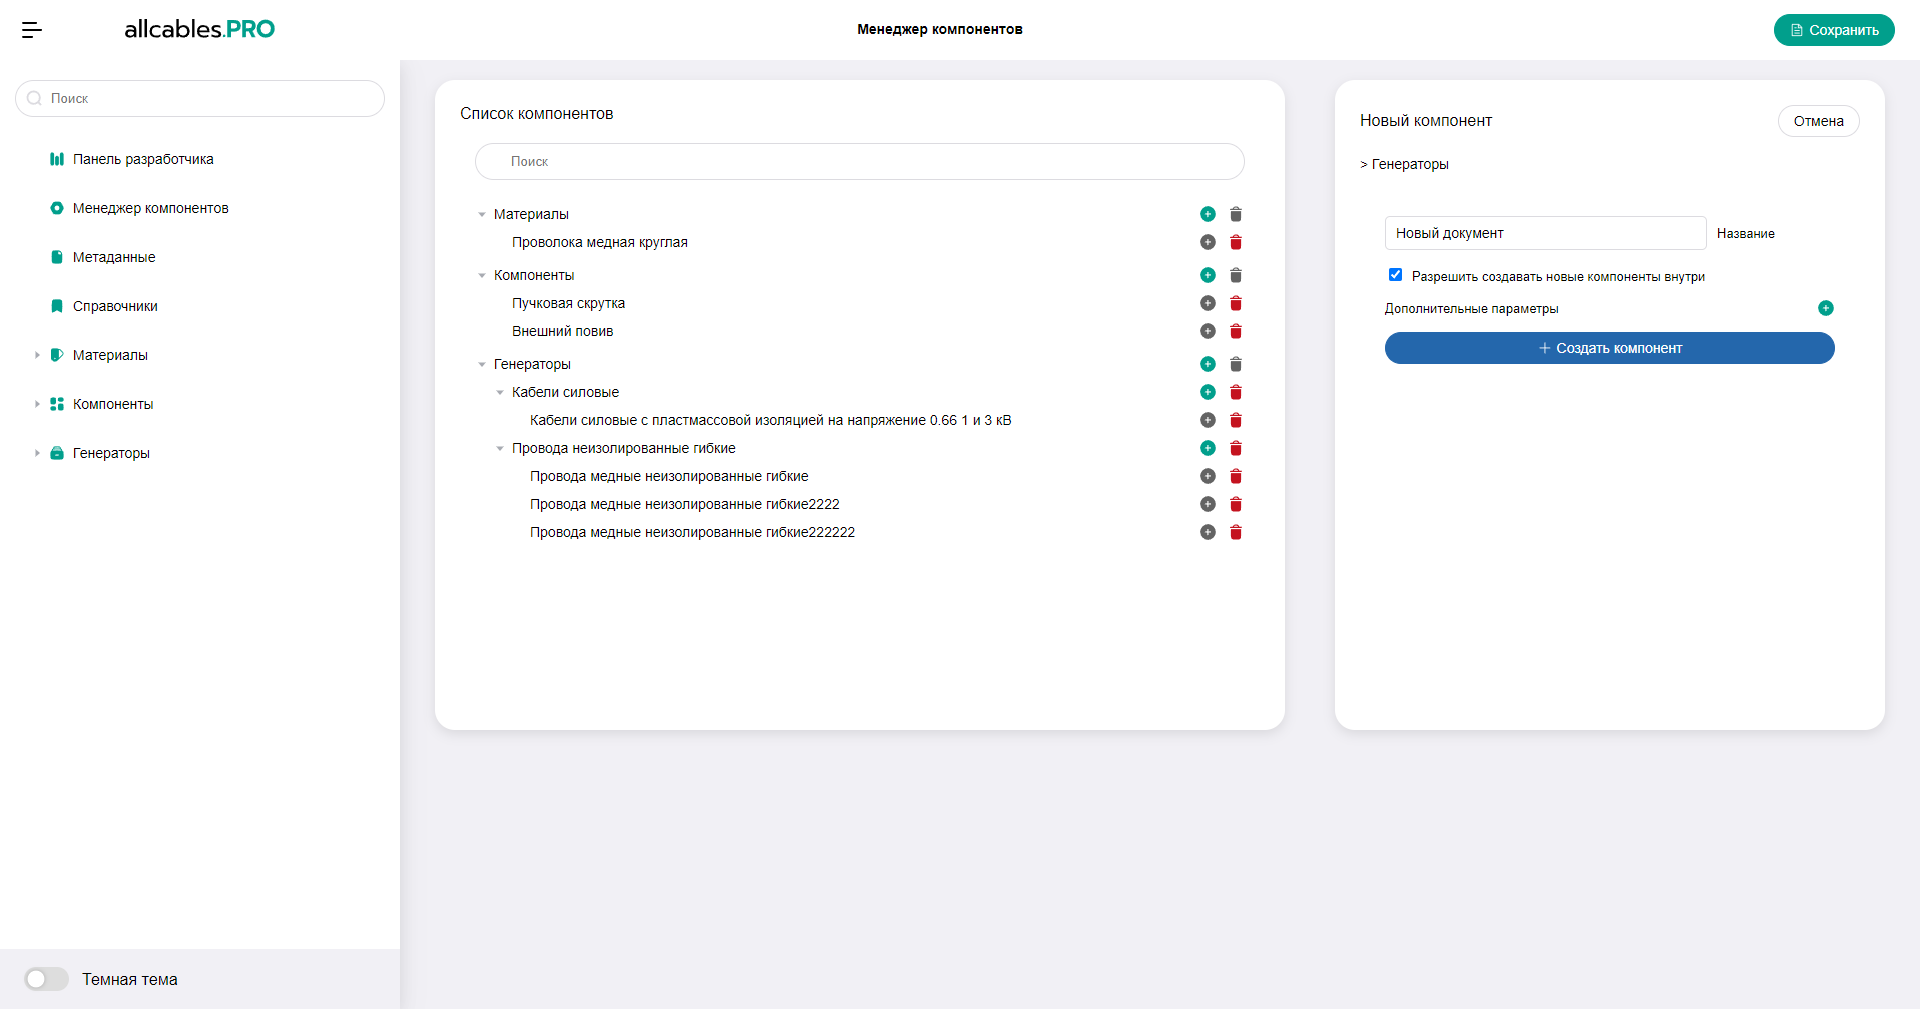 allcables.PRO
Менеджер компонентов
Сохранить
Поиск
Панель разработчика
Менеджер компонентов
Метаданные
Справочники
Материалы
Компоненты
Генераторы
Темная тема
Список компонентов
Поиск
Материалы
Проволока медная круглая
Компоненты
Пучковая скрутка
Внешний повив
Генераторы
Кабели силовые
Кабели силовые с пластмассовой изоляцией на напряжение 0.66 1 и 3 кВ
Провода неизолированные гибкие
Провода медные неизолированные гибкие
Провода медные неизолированные гибкие2222
Провода медные неизолированные гибкие222222
Новый компонент
Отмена
> Генераторы
Новый документ Название
Разрешить создавать новые компоненты внутри
Дополнительные параметры
Создать компонент